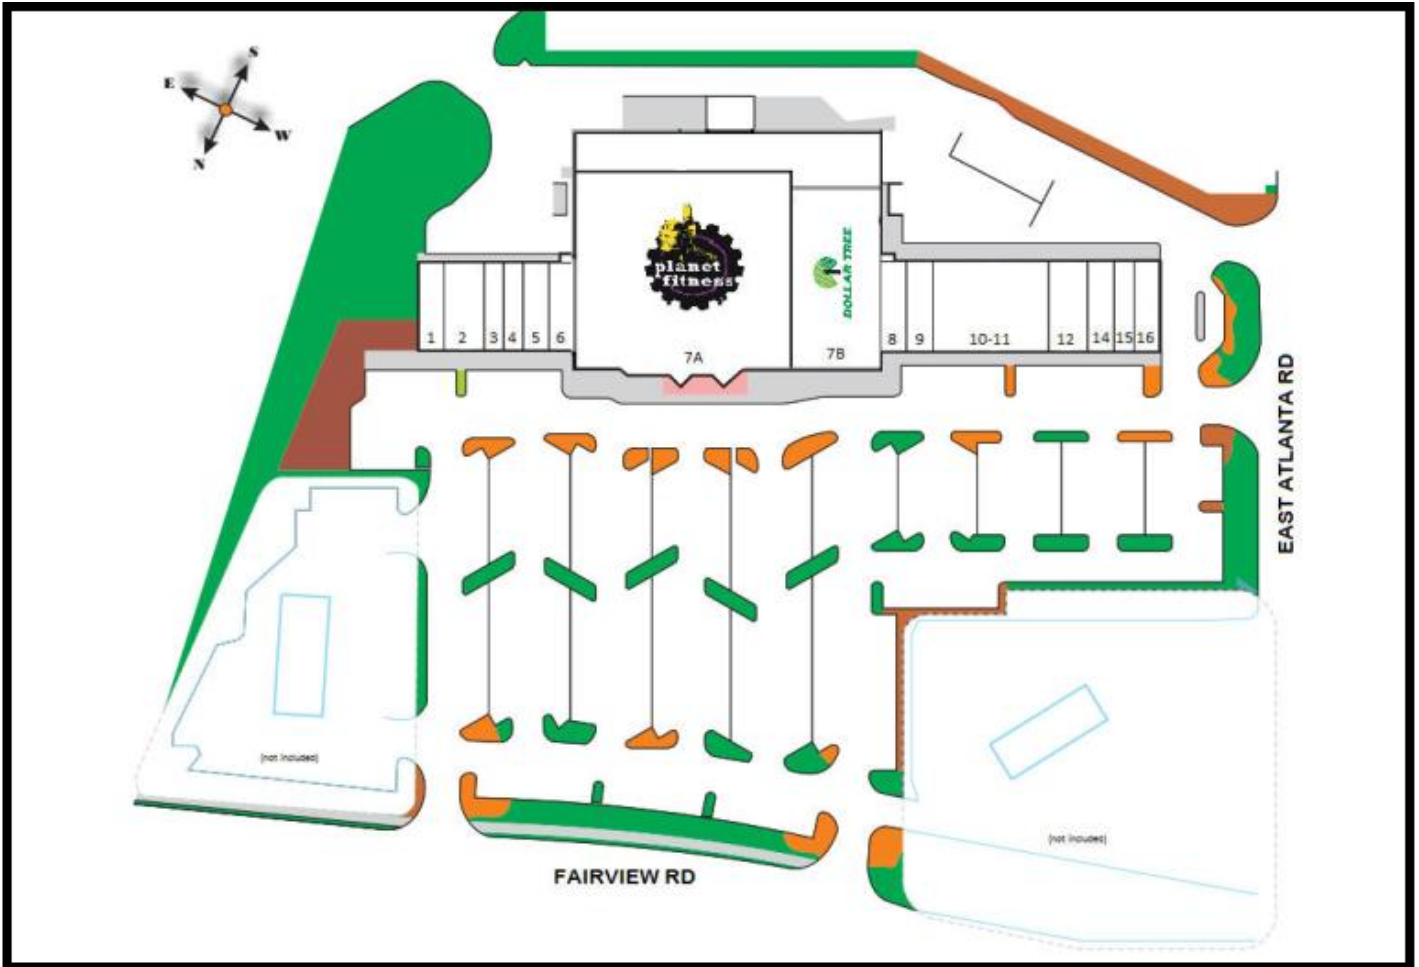 S
E
W
N
planet
fitness
DOLLAR TREE
1
2
3
4
5
6
7A
7B
8
9
10-11
12
14
15
16
EAST ATLANTA RD
(not included)
(not included)
FAIRVIEW RD